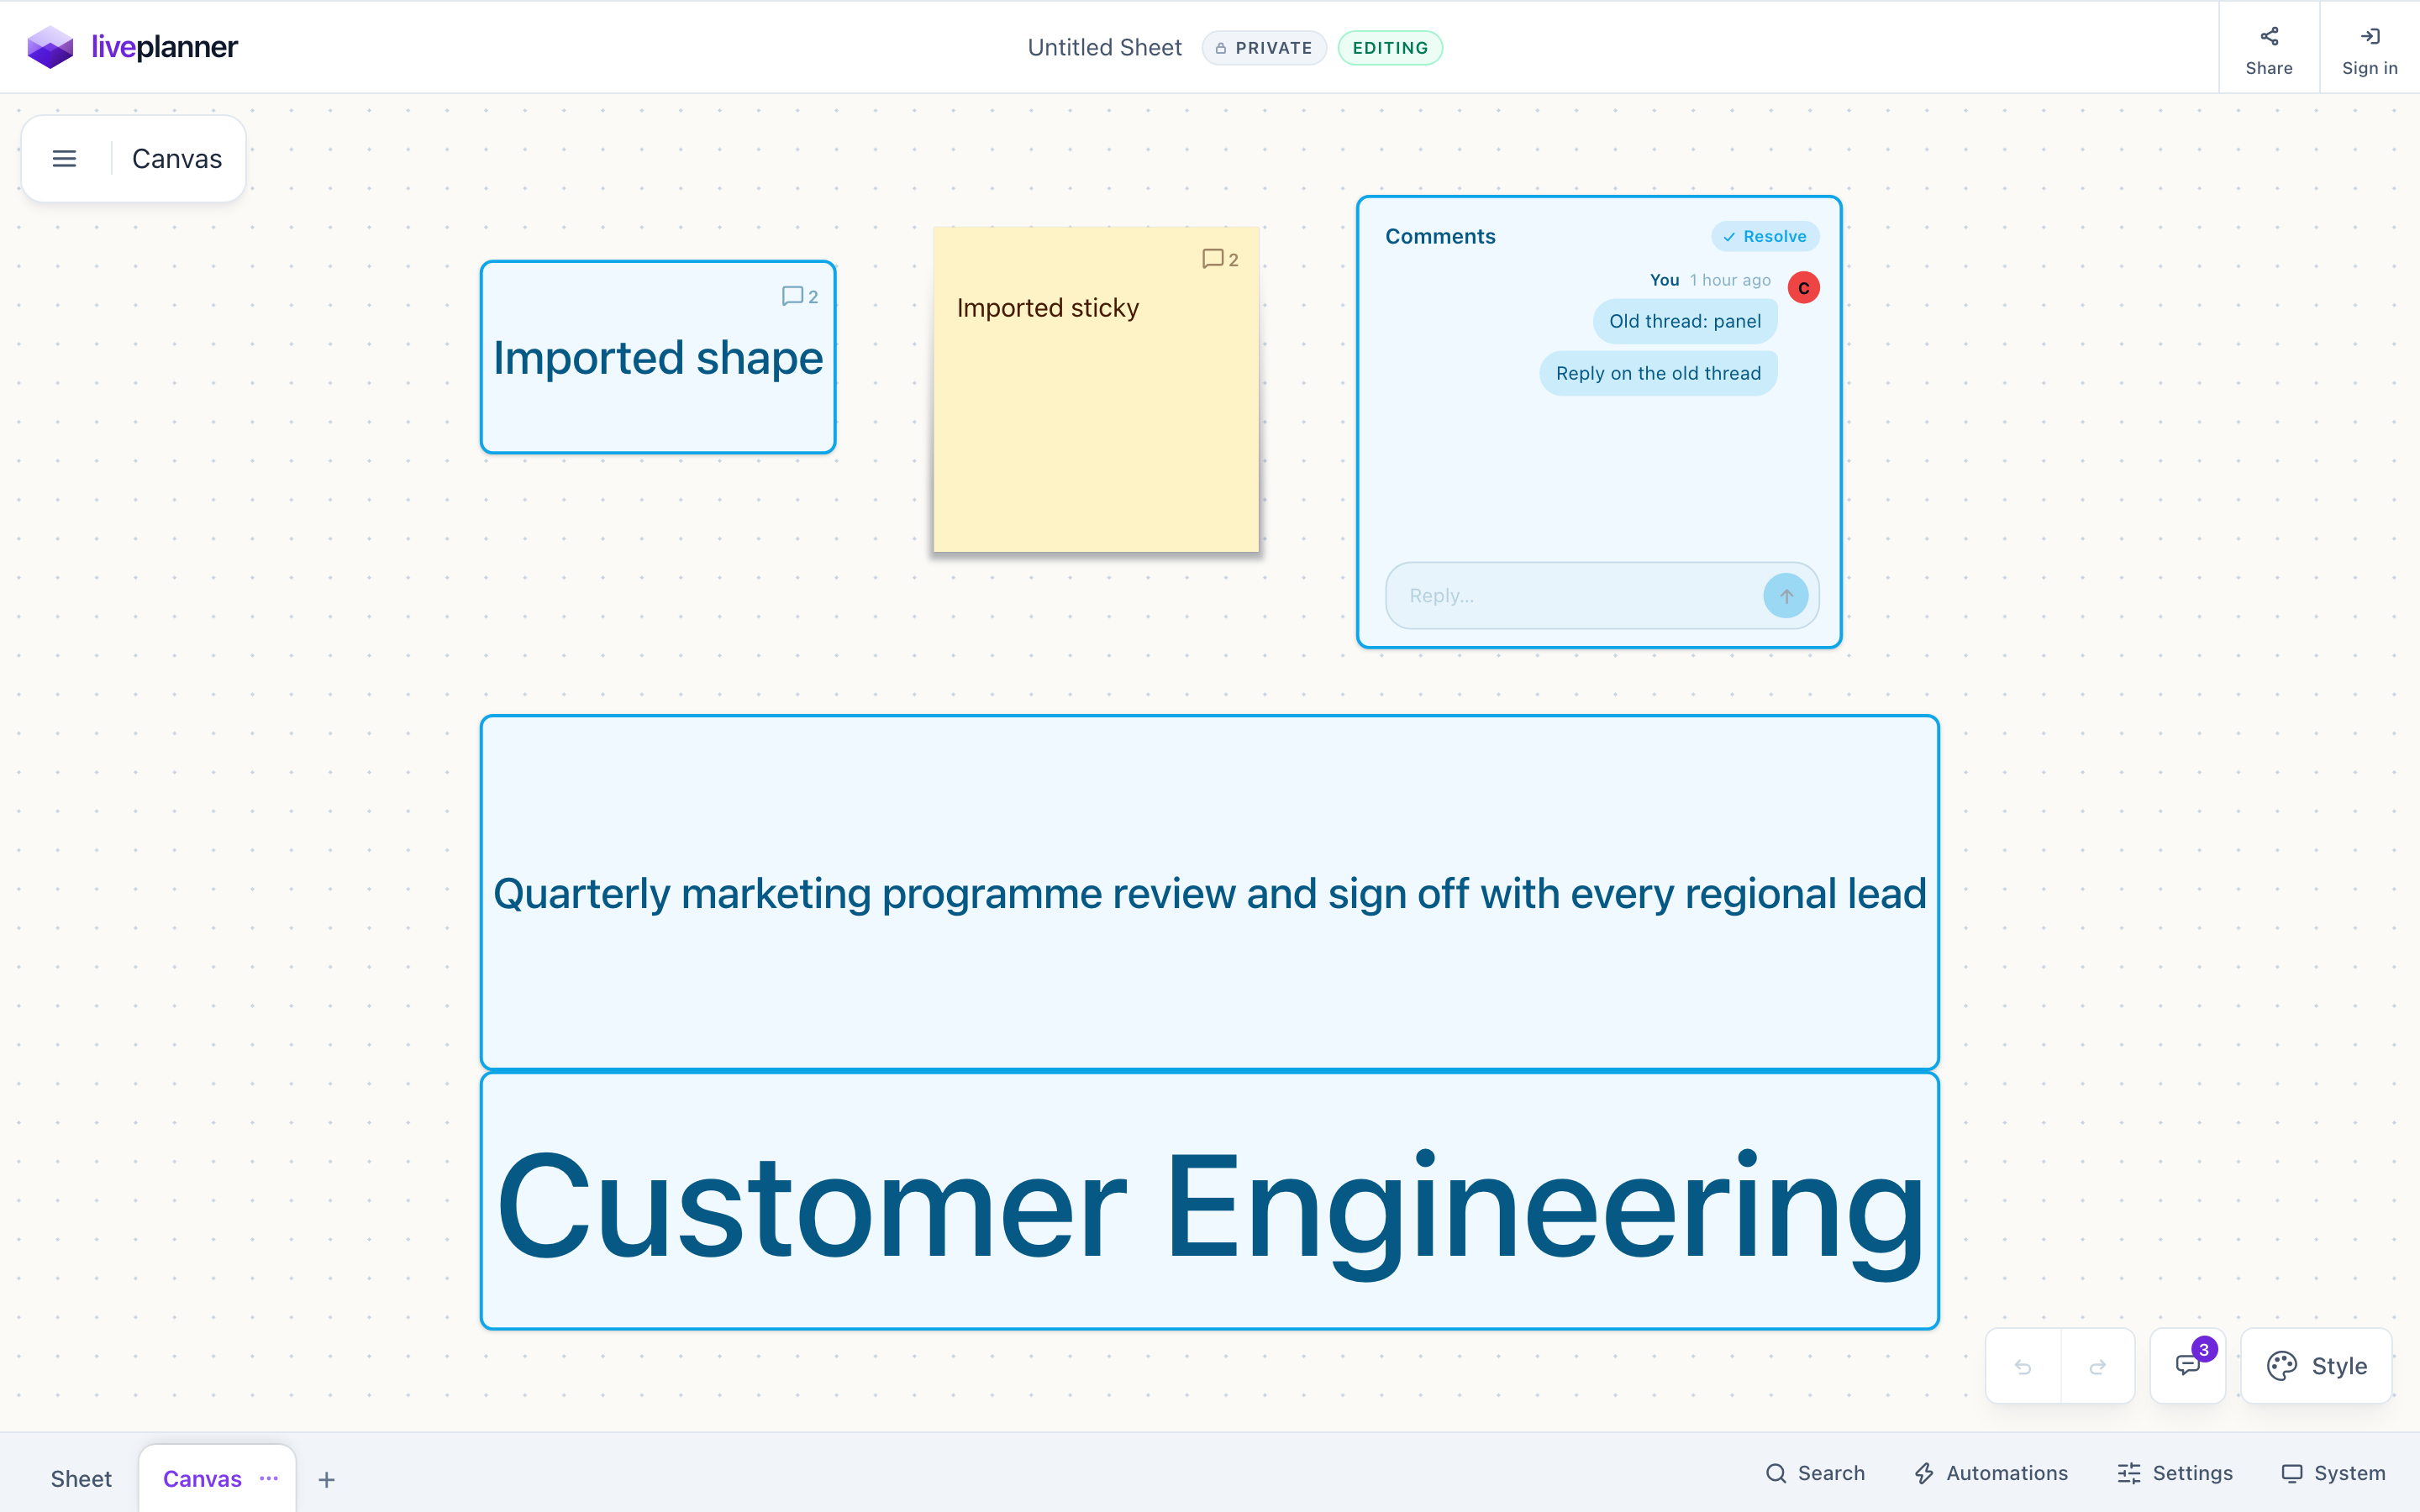 liveplanner
Untitled Sheet
PRIVATE
EDITING
Share
Sign in
Canvas
2
Imported shape
2
Imported sticky
Comments
Resolve
You 1 hour ago
C
Old thread: panel
Reply on the old thread
Reply...
Quarterly marketing programme review and sign off with every regional lead
Customer Engineering
3
Style
Sheet
Canvas
Search
Automations
Settings
System